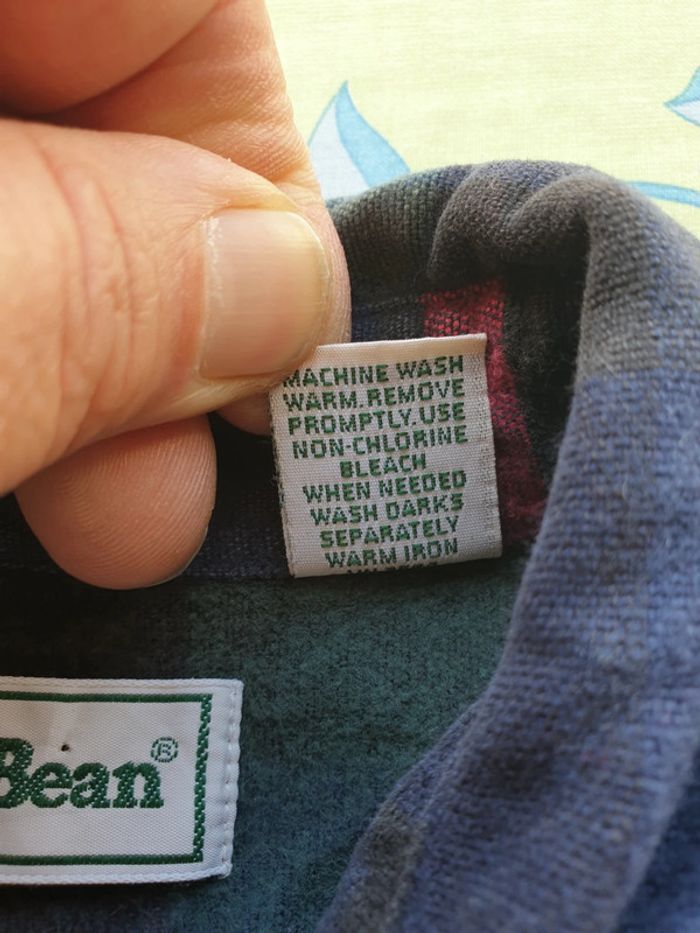 MACHINE WASH
WARM. REMOVE
PROMPTLY. USE
NON-CHLORINE
BLEACH
WHEN NEEDED
WASH DARKS
SEPARATELY
WARM IRON
Bean®